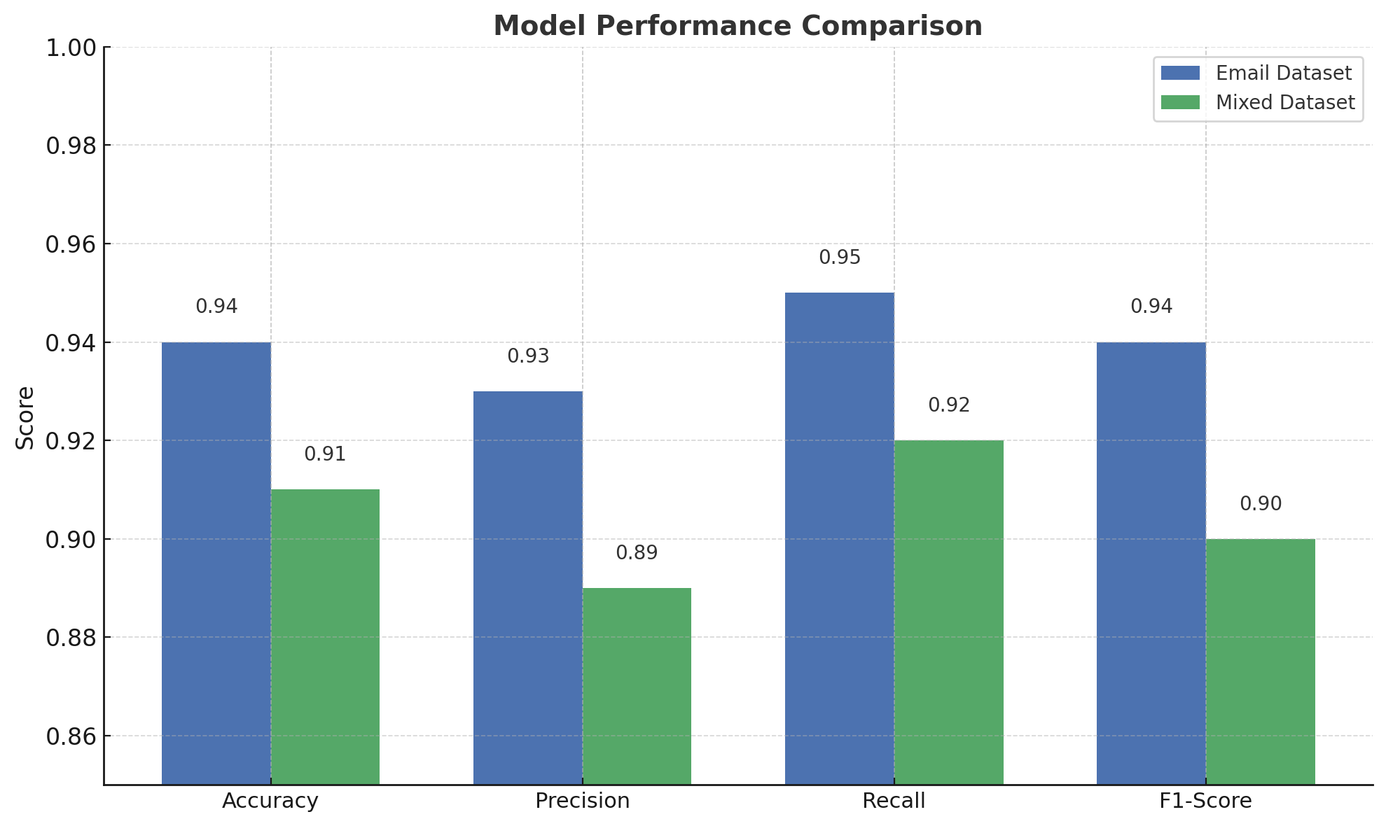 Model Performance Comparison
1.00
0.98
0.96
0.94
0.92
0.90
0.88
0.86
Score
Email Dataset
Mixed Dataset
0.94
0.91
0.93
0.89
0.95
0.92
0.94
0.90
Accuracy
Precision
Recall
F1-Score